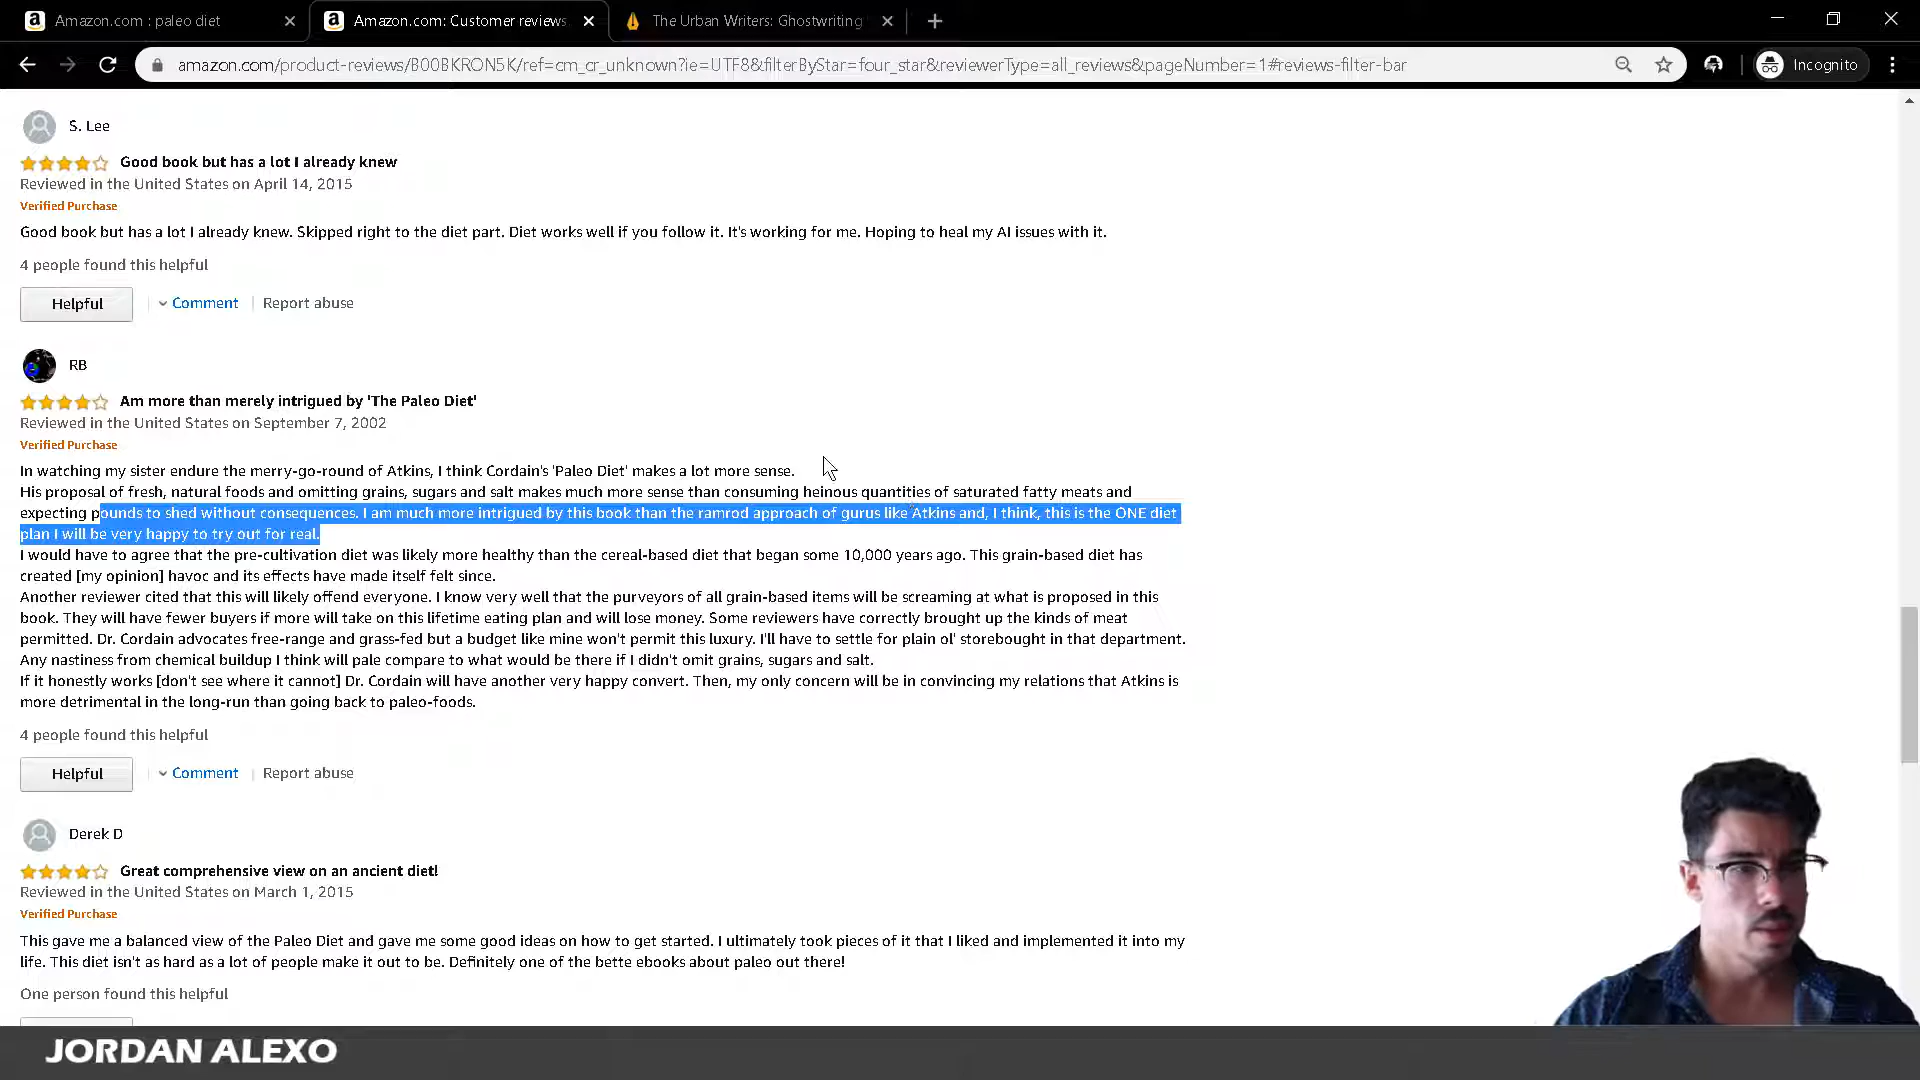 Amazon.com : paleo diet
Amazon.com: Customer reviews
The Urban Writers: Ghostwriting
amazon.com/product-reviews/B00BKRON5K/ref=cm_cr_unknown?ie=UTF8&filterByStar=four_star&reviewerType=all_reviews&pageNumber=1#reviews-filter-bar
Incognito
S. Lee
Good book but has a lot I already knew
Reviewed in the United States on April 14, 2015
Verified Purchase
Good book but has a lot I already knew. Skipped right to the diet part. Diet works well if you follow it. It's working for me. Hoping to heal my AI issues with it.
4 people found this helpful
Helpful
Comment
Report abuse
RB
Am more than merely intrigued by 'The Paleo Diet'
Reviewed in the United States on September 7, 2002
Verified Purchase
In watching my sister endure the merry-go-round of Atkins, I think Cordain's 'Paleo Diet' makes a lot more sense.
His proposal of fresh, natural foods and omitting grains, sugars and salt makes much more sense than consuming heinous quantities of saturated fatty meats and
expecting pounds to shed without consequences. I am much more intrigued by this book than the ramrod approach of gurus like Atkins and, I think, this is the ONE diet
plan I will be very happy to try out for real.
I would have to agree that the pre-cultivation diet was likely more healthy than the cereal-based diet that began some 10,000 years ago. This grain-based diet has
created [my opinion] havoc and its effects have made itself felt since.
Another reviewer cited that this will likely offend everyone. I know very well that the purveyors of all grain-based items will be screaming at what is proposed in this
book. They will have fewer buyers if more will take on this lifetime eating plan and will lose money. Some reviewers have correctly brought up the kinds of meat
permitted. Dr. Cordain advocates free-range and grass-fed but a budget like mine won't permit this luxury. I'll have to settle for plain ol' storebought in that department.
Any nastiness from chemical buildup I think will pale compare to what would be there if I didn't omit grains, sugars and salt.
If it honestly works [don't see where it cannot] Dr. Cordain will have another very happy convert. Then, my only concern will be in convincing my relations that Atkins is
more detrimental in the long-run than going back to paleo-foods.
4 people found this helpful
Helpful
Comment
Report abuse
Derek D
Great comprehensive view on an ancient diet!
Reviewed in the United States on March 1, 2015
Verified Purchase
This gave me a balanced view of the Paleo Diet and gave me some good ideas on how to get started. I ultimately took pieces of it that I liked and implemented it into my
life. This diet isn't as hard as a lot of people make it out to be. Definitely one of the bette ebooks about paleo out there!
One person found this helpful
JORDAN ALEXO